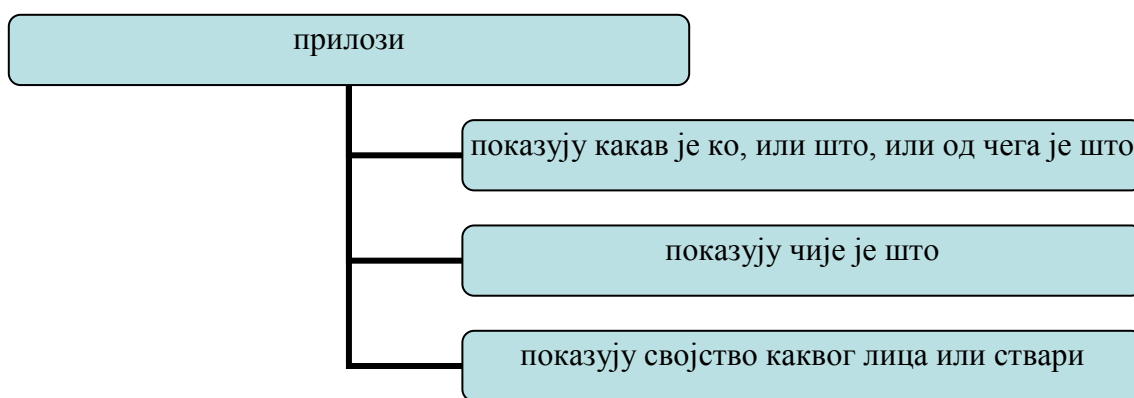 прилози
показују какав је ко, или што, или од чега је што
показују чије је што
показују својство каквог лица или ствари